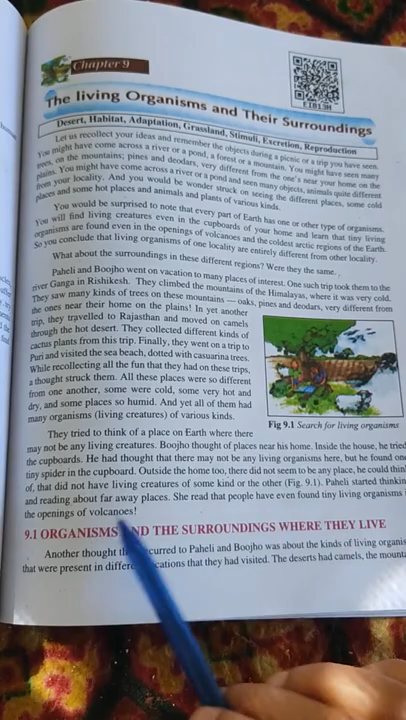 Chapter 9
EIB13H
The living Organisms and Their Surroundings
Desert, Habitat, Adaptation, Grassland, Stimuli, Excretion, Reproduction
Let us recollect your ideas and remember the objects during a picnic or a trip you have seen.
You might have come across a river or a pond, a forest or a mountain. You might have seen many
trees, on the mountains; pines and deodars, very different from the one's near your home on the
plains. You might have come across a river or a pond and seen many objects, animals quite different
from your locality. And you would be wonder struck on seeing the different places, some cold
places and some hot places and animals and plants of various kinds.
You would be surprised to note that every part of Earth has one or other type of organisms.
You will find living creatures even in the cupboards of your home and learn that tiny living
organisms are found even in the openings of volcanoes and the coldest arctic regions of the Earth.
So you conclude that living organisms of one locality are entirely different from other locality.
What about the surroundings in these different regions? Were they the same.
Paheli and Boojho went on vacation to many places of interest. One such trip took them to the
river Ganga in Rishikesh. They climbed the mountains of the Himalayas, where it was very cold.
They saw many kinds of trees on these mountains — oaks, pines and deodars, very different from
the ones near their home on the plains! In yet another
trip, they travelled to Rajasthan and moved on camels
through the hot desert. They collected different kinds of
cactus plants from this trip. Finally, they went on a trip to
Puri and visited the sea beach, dotted with casuarina trees.
While recollecting all the fun that they had on these trips,
a thought struck them. All these places were so different
from one another, some were cold, some very hot and
dry, and some places so humid. And yet all of them had
many organisms (living creatures) of various kinds.
Fig 9.1 Search for living organisms
They tried to think of a place on Earth where there
may not be any living creatures. Boojho thought of places near his home. Inside the house, he tried
the cupboards. He had thought that there may not be any living organisms here, but he found one
tiny spider in the cupboard. Outside the home too, there did not seem to be any place, he could thin
of, that did not have living creatures of some kind or the other (Fig. 9.1). Paheli started thinkin
and reading about far away places. She read that people have even found tiny living organisms
the openings of volcanoes!
9.1 ORGANISMS AND THE SURROUNDINGS WHERE THEY LIVE
Another thought th occurred to Paheli and Boojho was about the kinds of living organis
that were present in differe cations that they had visited. The deserts had camels, the mounta